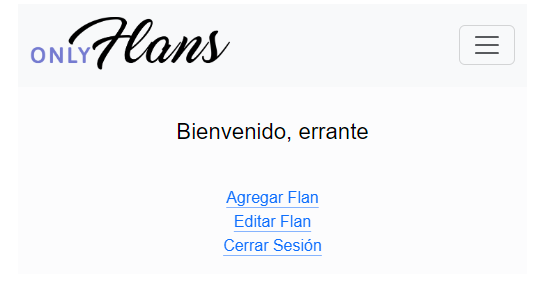 ONLY Flans
Bienvenido, errante
Agregar Flan
Editar Flan
Cerrar Sesión